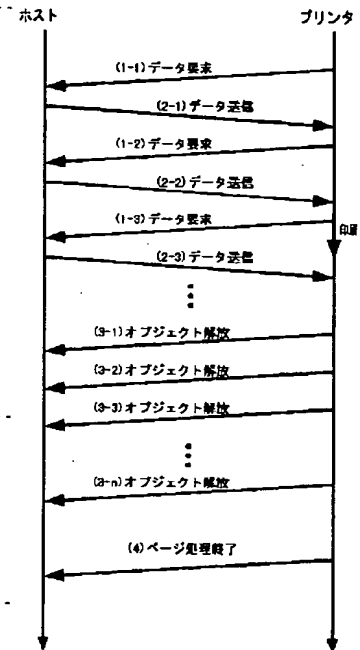 ホスト
プリンタ
(1-1)データ要求
(2-1)データ送信
(1-2)データ要求
(2-2)データ送信
(1-3)データ要求
印刷
(2-3)データ送信
(3-1)オブジェクト解放
(3-2)オブジェクト解放
(3-3)オブジェクト解放
(3-n)オブジェクト解放
(4)ページ処理終了